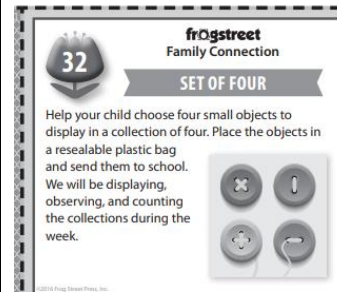 frogstreet
Family Connection
32
SET OF FOUR
Help your child choose four small objects to
display in a collection of four. Place the objects in
a resealable plastic bag
and send them to school.
We will be displaying,
observing, and counting
the collections during the
week.
©2016 Frog Street Press, Inc.